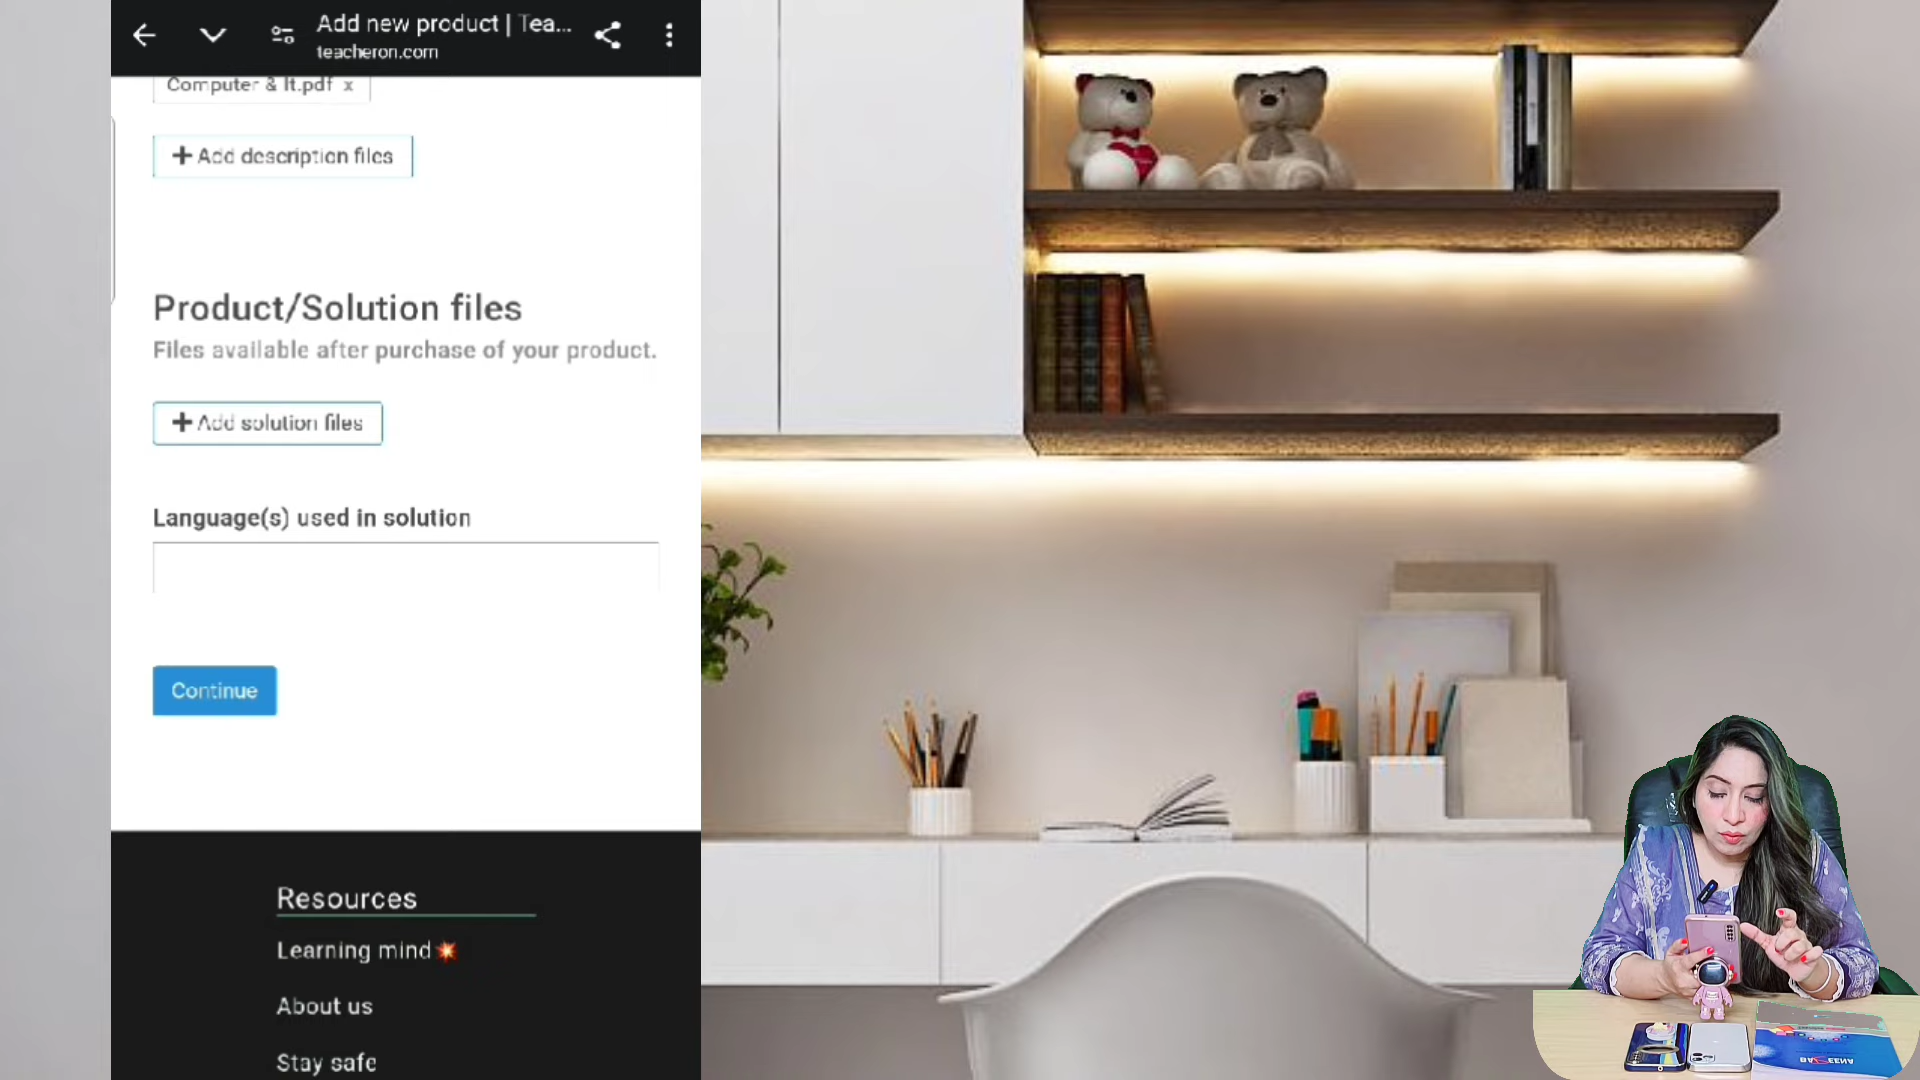 Add new product | Tea...
teacheron.com
Computer & It.pdf x
+ Add description files
Product/Solution files
Files available after purchase of your product.
+ Add solution files
Language(s) used in solution
Continue
Resources
Learning mind💥
About us
Stay safe